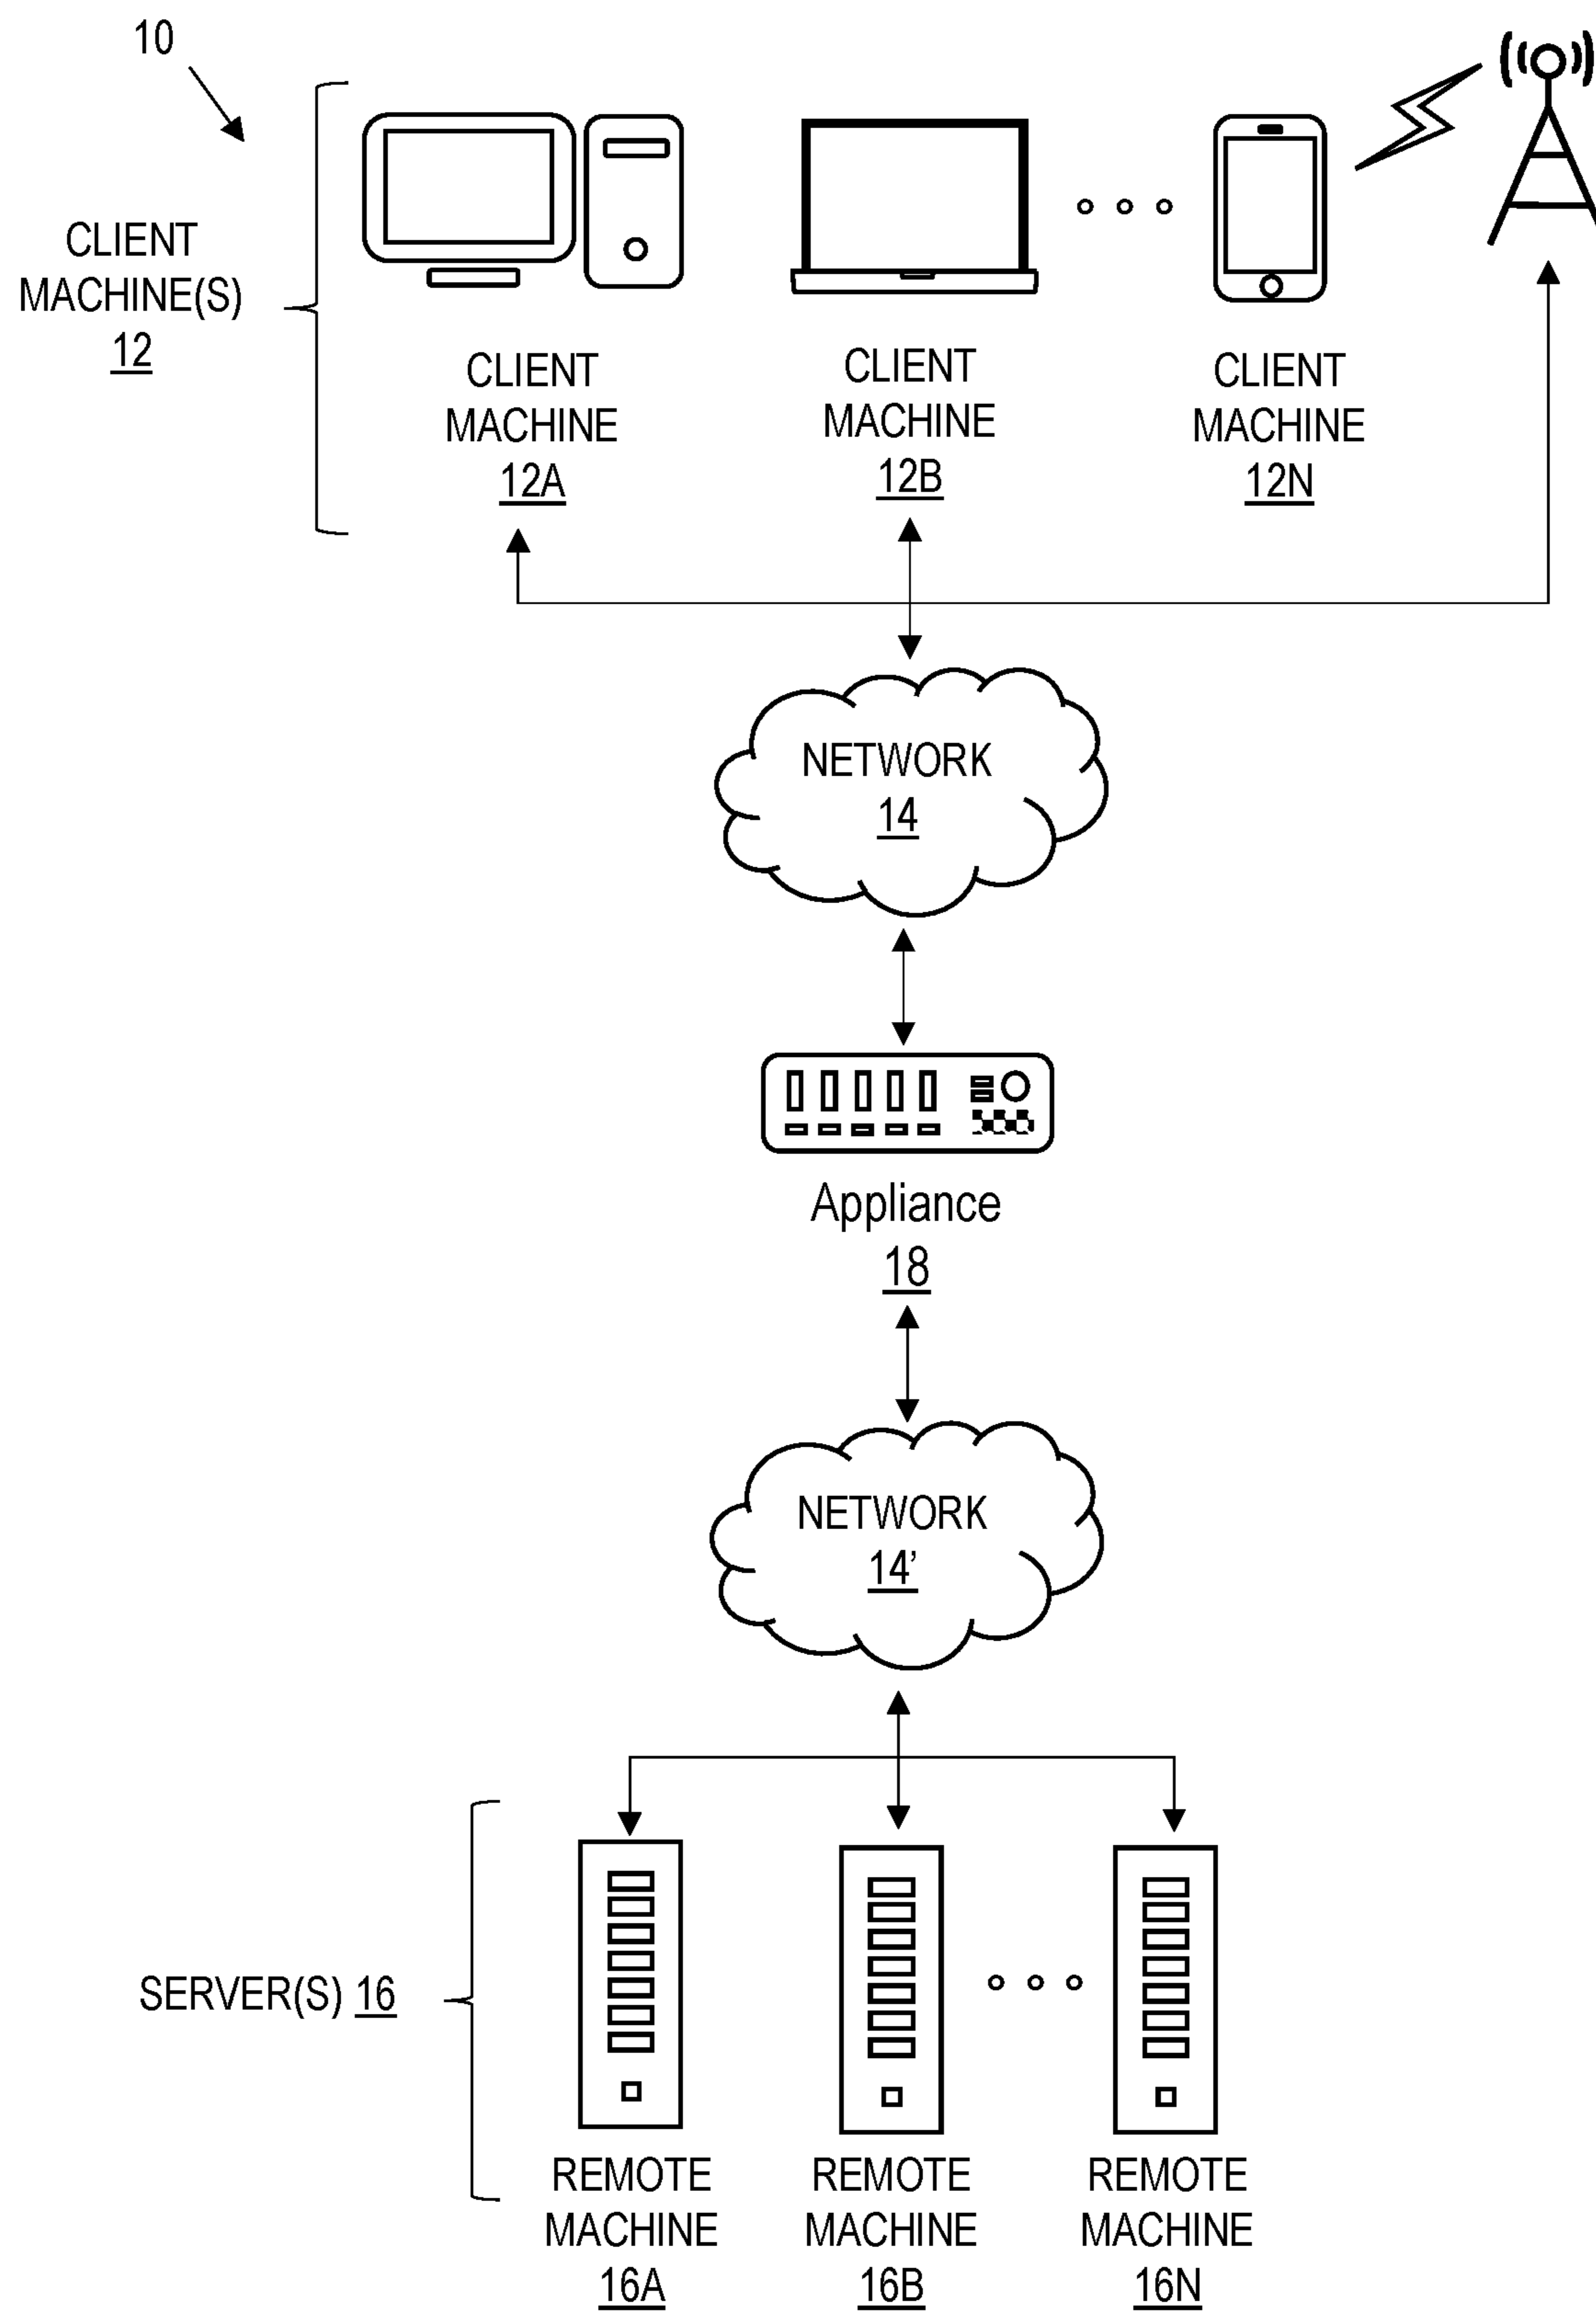 10
CLIENT
MACHINE(S)
12
CLIENT
MACHINE
12A
CLIENT
MACHINE
12B
CLIENT
MACHINE
12N
NETWORK
14
Appliance
18
NETWORK
14’
SERVER(S) 16
REMOTE
MACHINE
16A
REMOTE
MACHINE
16B
REMOTE
MACHINE
16N